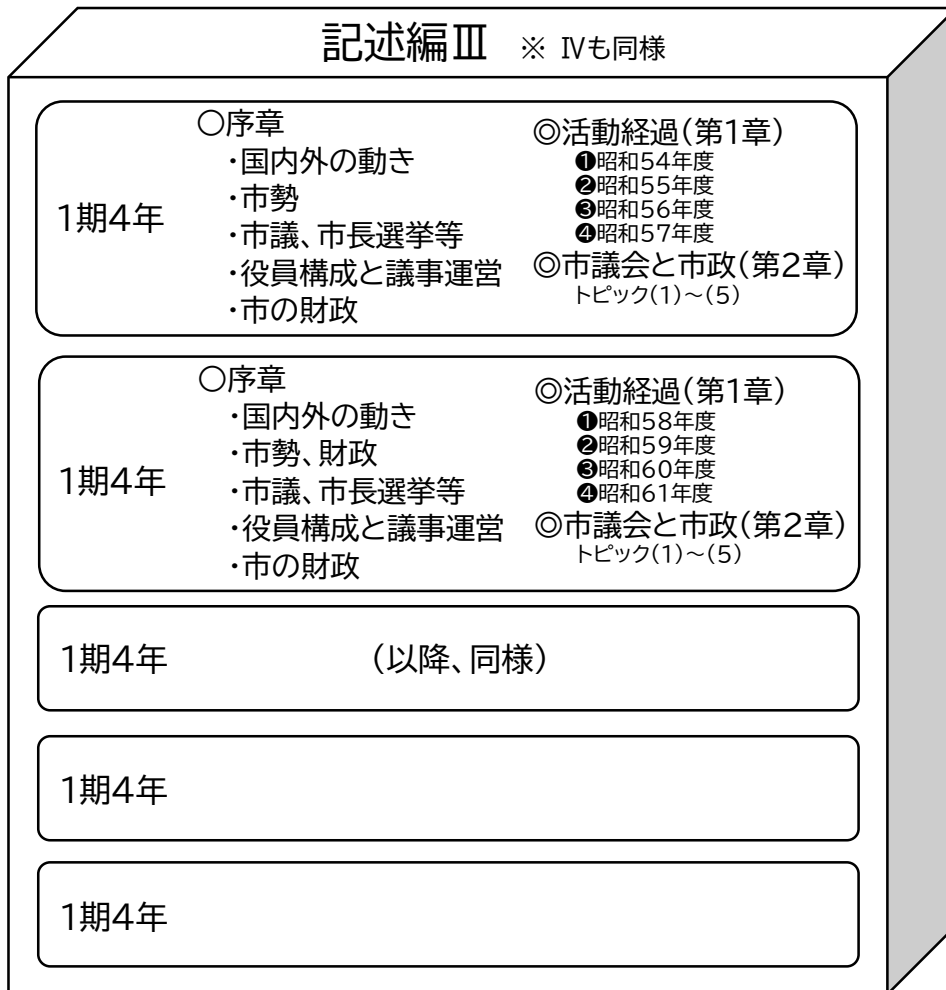 記述編Ⅲ ※ Ⅳも同様
1期4年
○序章
・国内外の動き
・市勢
・市議、市長選挙等
・役員構成と議事運営
・市の財政
◎活動経過(第1章)
❶昭和54年度
❷昭和55年度
❸昭和56年度
❹昭和57年度
◎市議会と市政(第2章)
トピック(1)～(5)
1期4年
○序章
・国内外の動き
・市勢、財政
・市議、市長選挙等
・役員構成と議事運営
・市の財政
◎活動経過(第1章)
❶昭和58年度
❷昭和59年度
❸昭和60年度
❹昭和61年度
◎市議会と市政(第2章)
トピック(1)～(5)
1期4年 (以降、同様)
1期4年
1期4年